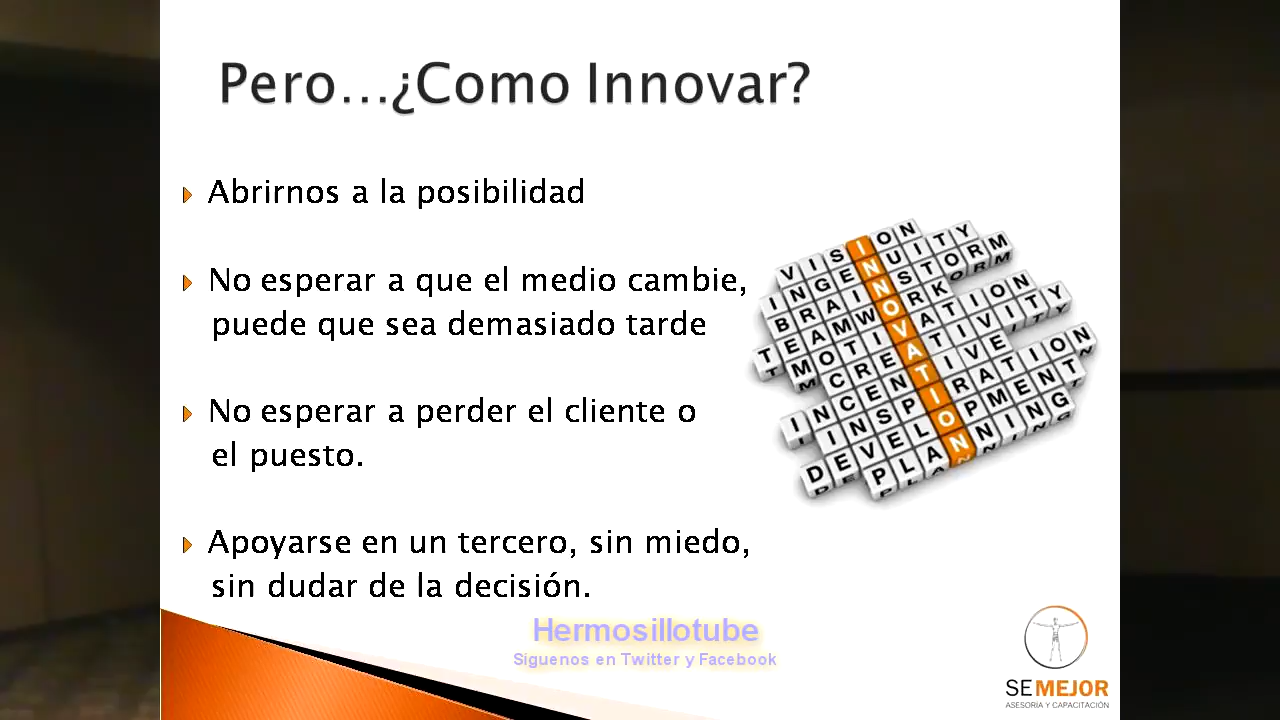 Pero...¿Como Innovar?
Abrirnos a la posibilidad
No esperar a que el medio cambie,
puede que sea demasiado tarde
No esperar a perder el cliente o
el puesto.
Apoyarse en un tercero, sin miedo,
sin dudar de la decisión.
VISION
INGENUITY
BRAINSTORM
TEAMWORK
MOTIVATION
CREATIVITY
INCENTIVE
INSPIRATION
DEVELOPMENT
PLANNING
INNOVATION
Hermosillotube
Siguenos en Twitter y Facebook
SEMEJOR
ASESORIA Y CAPACITACIÓN